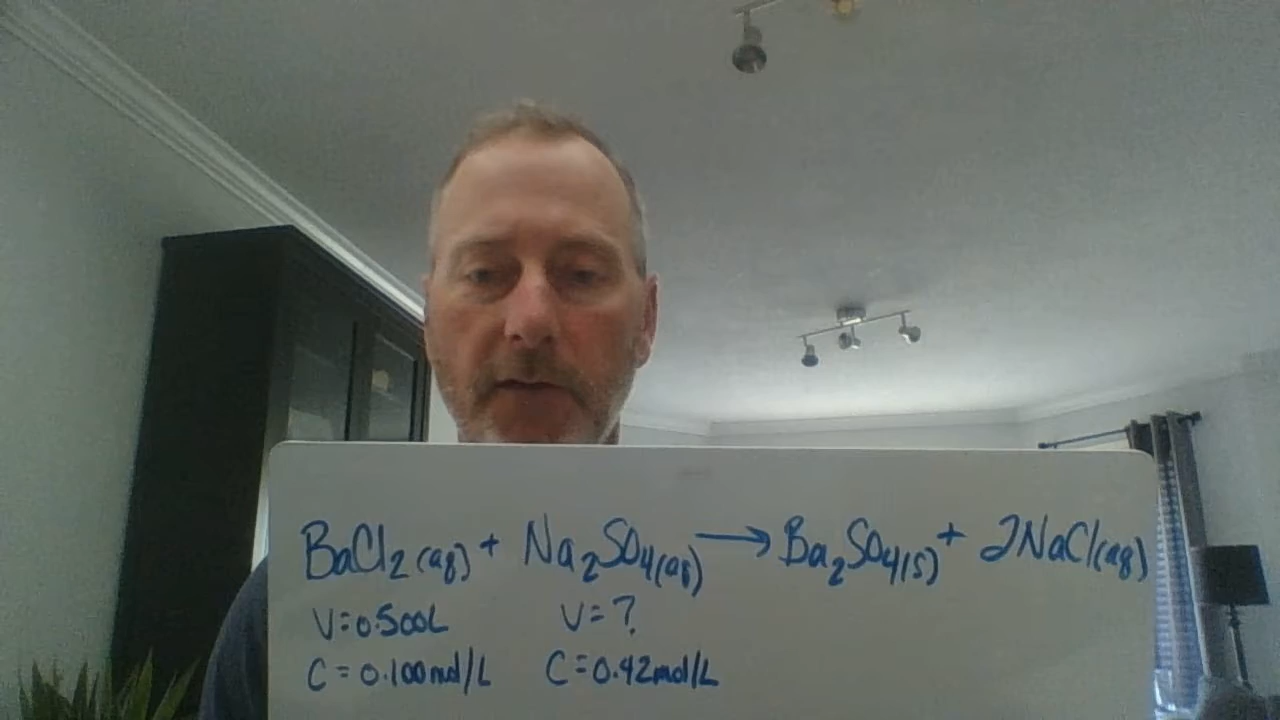 BaCl2(aq) + Na2SO4(aq) → Ba2SO4(s) + 2NaCl(aq)
V=0.500L V=?
C=0.100mol/L C=0.42mol/L